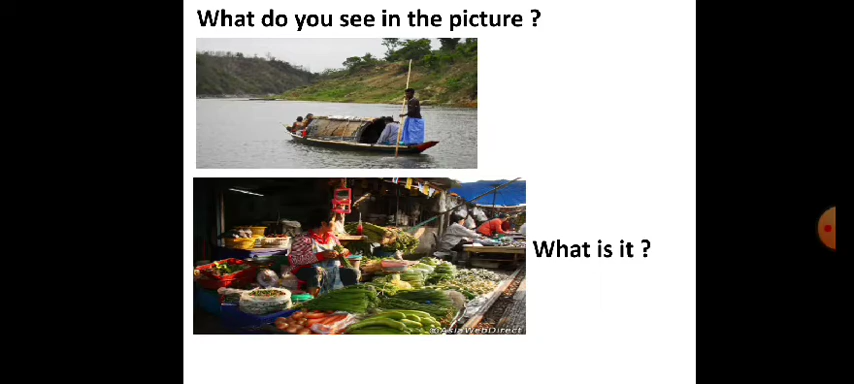 What do you see in the picture ?
What is it ?
©AsiaWebDirect